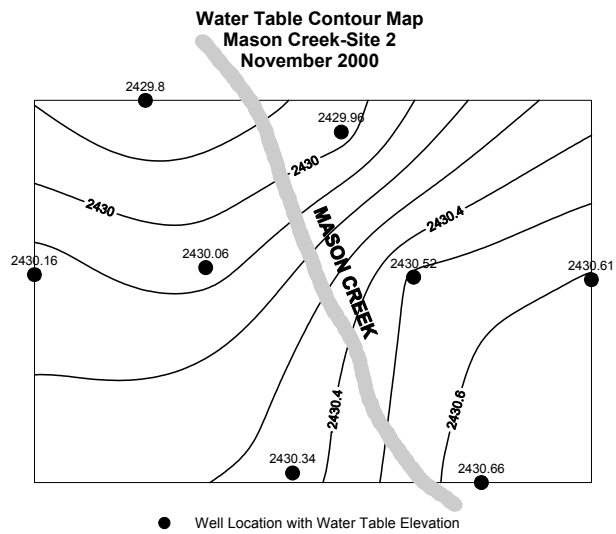 Water Table Contour Map
Mason Creek-Site 2
November 2000
2429.8
2429.96
2430
2430
2430.4
2430.16
2430.06
MASON CREEK
2430.52
2430.61
2430.4
2430.6
2430.34
2430.66
Well Location with Water Table Elevation